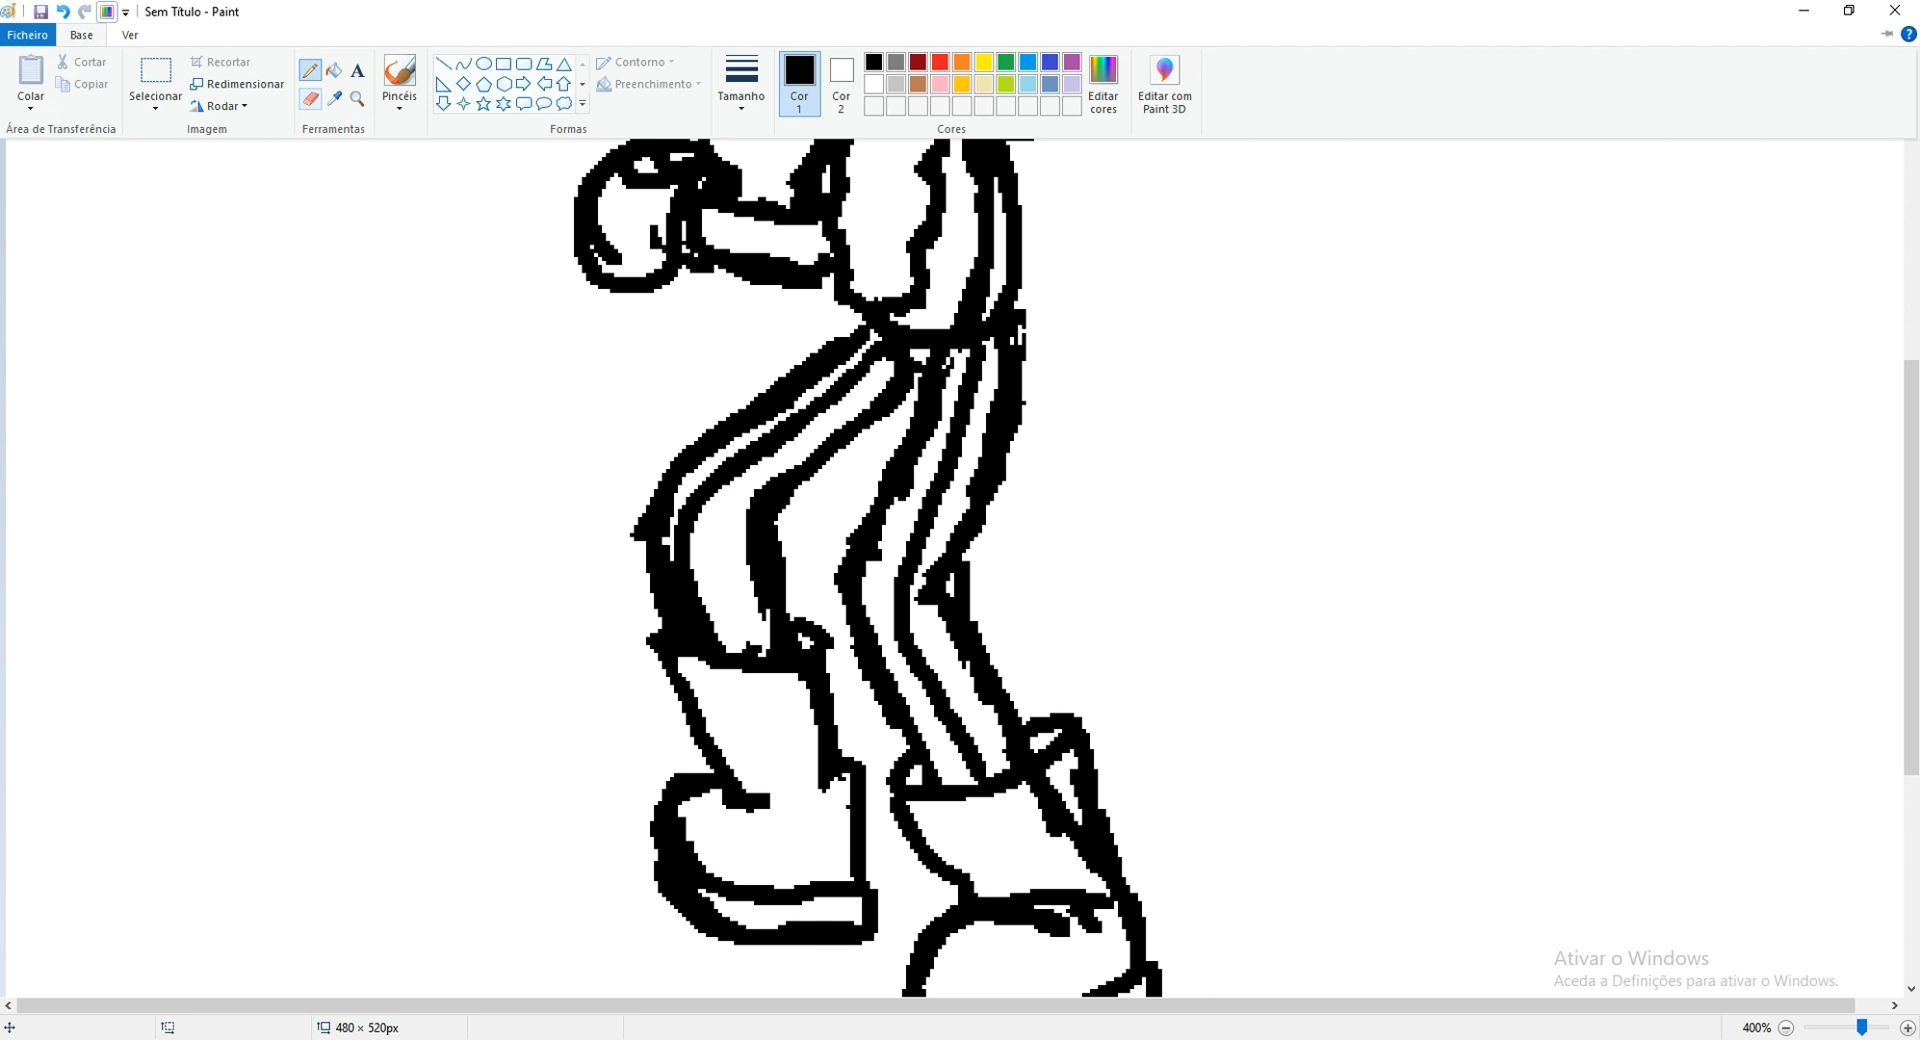 Sem Título - Paint
Ficheiro Base Ver
Colar
Cortar
Copiar
Área de Transferência
Selecionar
Recortar
Redimensionar
Rodar
Imagem
A
Ferramentas
Pincéis
Formas
Contorno
Preenchimento
Tamanho
Cor
1
Cor
2
Cores
Editar
cores
Editar com
Paint 3D
?
Ativar o Windows
Aceda a Definições para ativar o Windows.
480 × 520px
400%